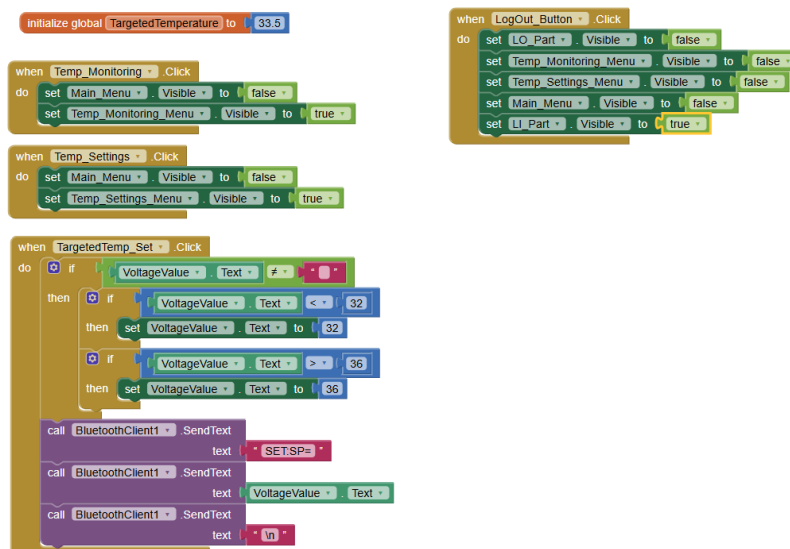 initialize global TargetedTemperature to 33.5
when Temp_Monitoring .Click
do set Main_Menu . Visible to false
set Temp_Monitoring_Menu . Visible to true
when Temp_Settings .Click
do set Main_Menu . Visible to false
set Temp_Settings_Menu . Visible to true
when TargetedTemp_Set .Click
do if VoltageValue . Text ≠ " "
then if VoltageValue . Text < 32
then set VoltageValue . Text to 32
if VoltageValue . Text > 36
then set VoltageValue . Text to 36
call BluetoothClient1 .SendText
text " SET:SP= "
call BluetoothClient1 .SendText
text VoltageValue . Text
call BluetoothClient1 .SendText
text " \n "
when LogOut_Button .Click
do set LO_Part . Visible to false
set Temp_Monitoring_Menu . Visible to false
set Temp_Settings_Menu . Visible to false
set Main_Menu . Visible to false
set LI_Part . Visible to true